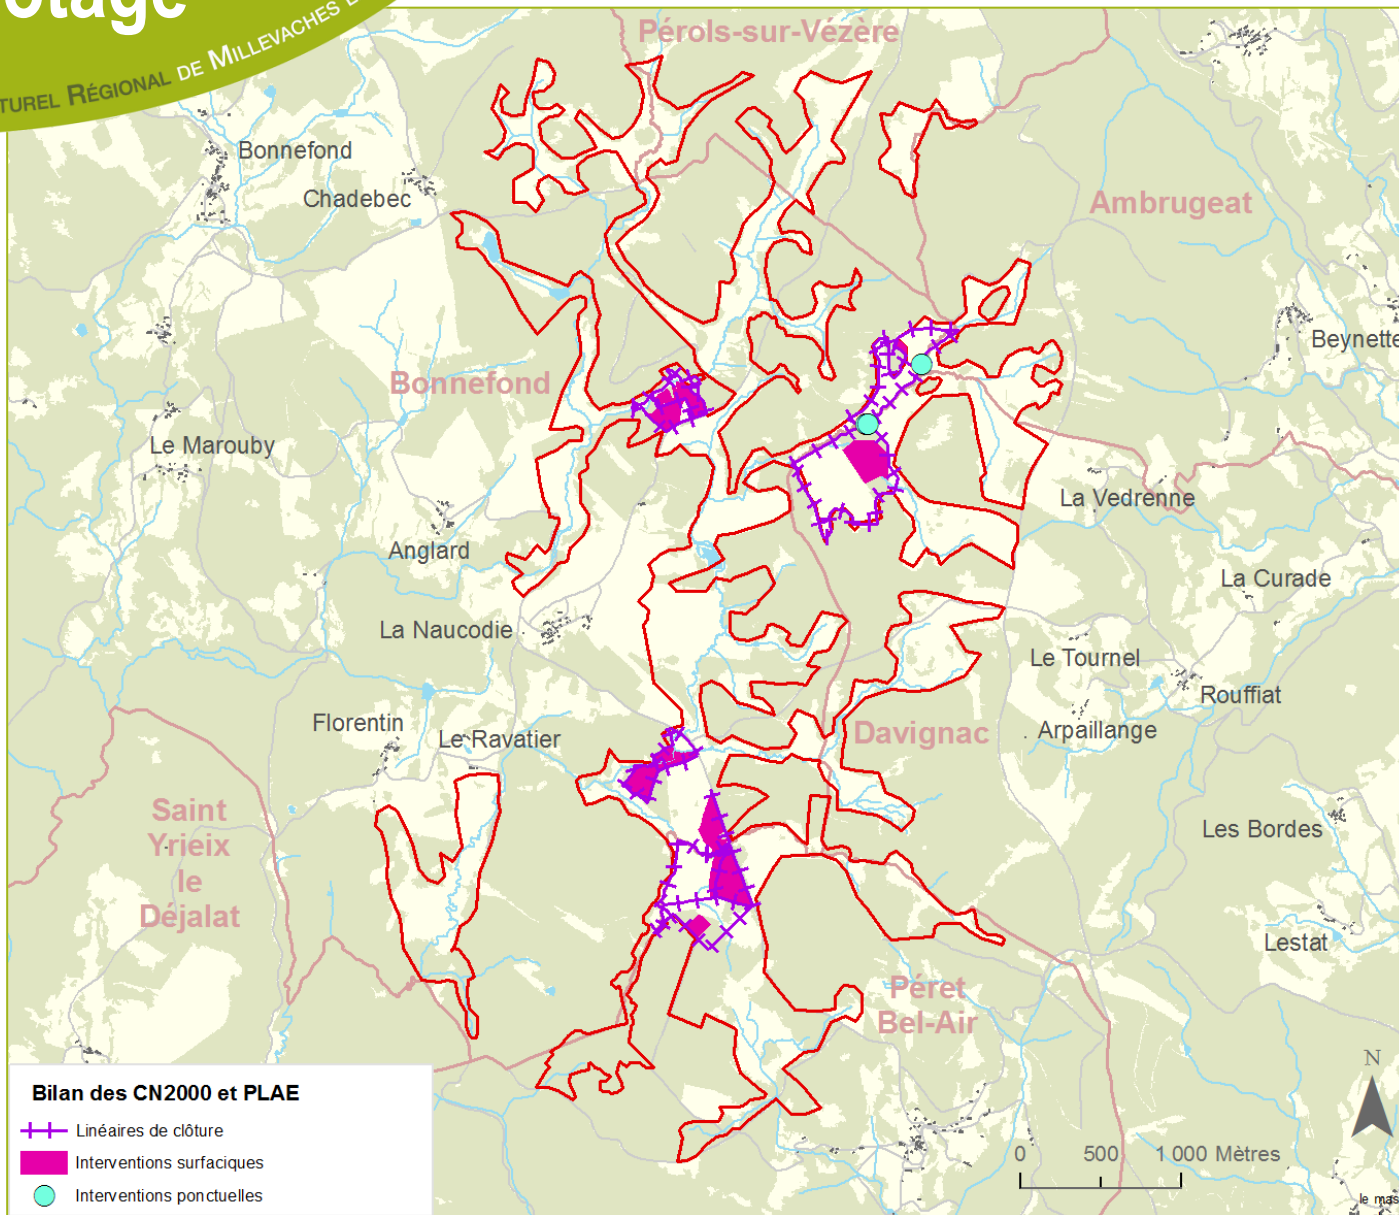 otage
TUREL RÉGIONAL DE MILLEVACHES
Pérols-sur-Vézère
Bonnefond
Chadebec
Ambrugeat
Beynette
Bonnefond
Le Marouby
La Vedrenne
Anglard
La Curade
La Naucodie
Le Tournel
Rouffiat
Florentin
Le Ravatier
Davignac
Arpaillange
Saint
Yrieix
le
Déjalat
Les Bordes
Lestat
Péret
Bel-Air
N
Bilan des CN2000 et PLAE
Linéaires de clôture
Interventions surfaciques
Interventions ponctuelles
0 500 1 000 Mètres
le mas